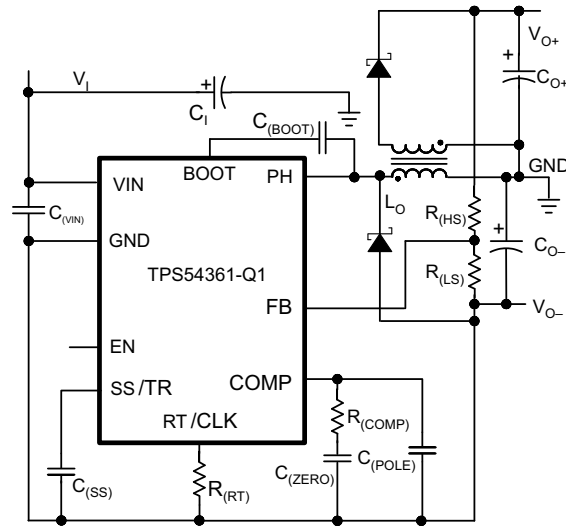 V_O+
C_O+
V_I
C_I
C_(BOOT)
GND
BOOT
PH
VIN
C_(VIN)
GND
L_O
R_(HS)
C_O–
TPS54361-Q1
R_(LS)
FB
V_O–
EN
SS/TR
COMP
RT/CLK
R_(COMP)
C_(SS)
R_(RT)
C_(ZERO)
C_(POLE)
+
+
+